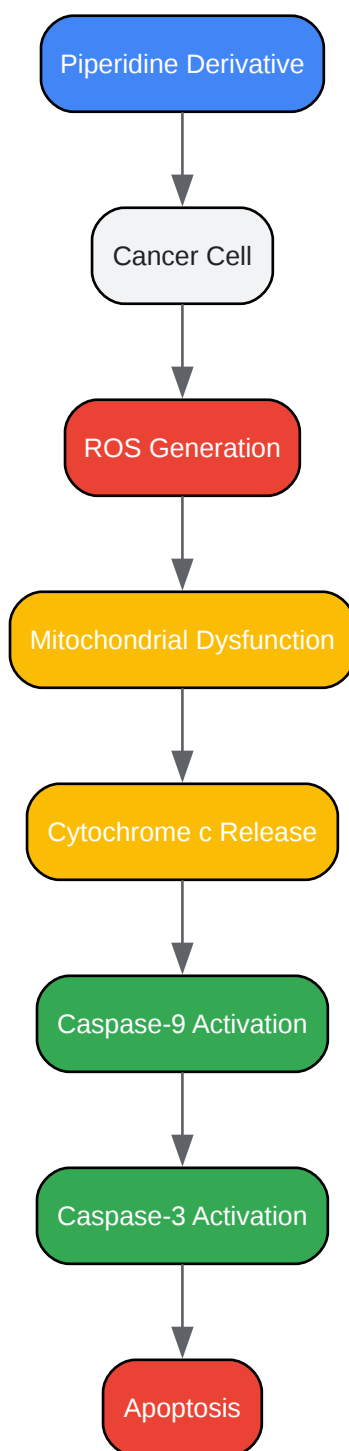 Piperidine Derivative
Cancer Cell
ROS Generation
Mitochondrial Dysfunction
Cytochrome c Release
Caspase-9 Activation
Caspase-3 Activation
Apoptosis